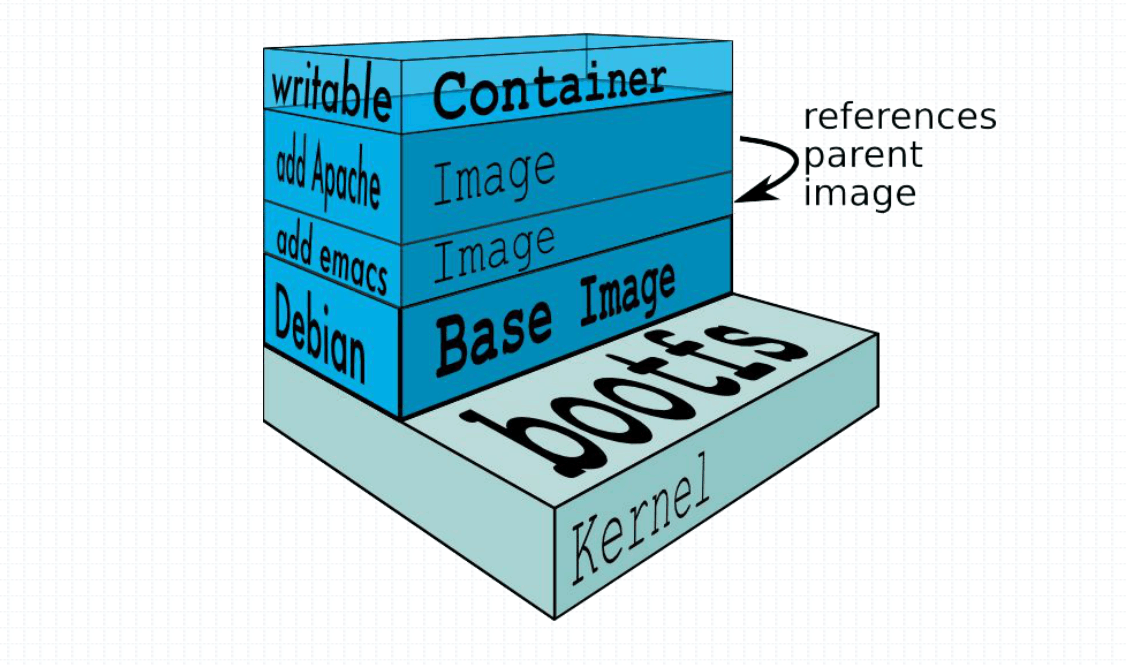 writable Container
add Apache Image
add emacs Image
Debian Base Image
bootfs
Kernel
references
parent
image